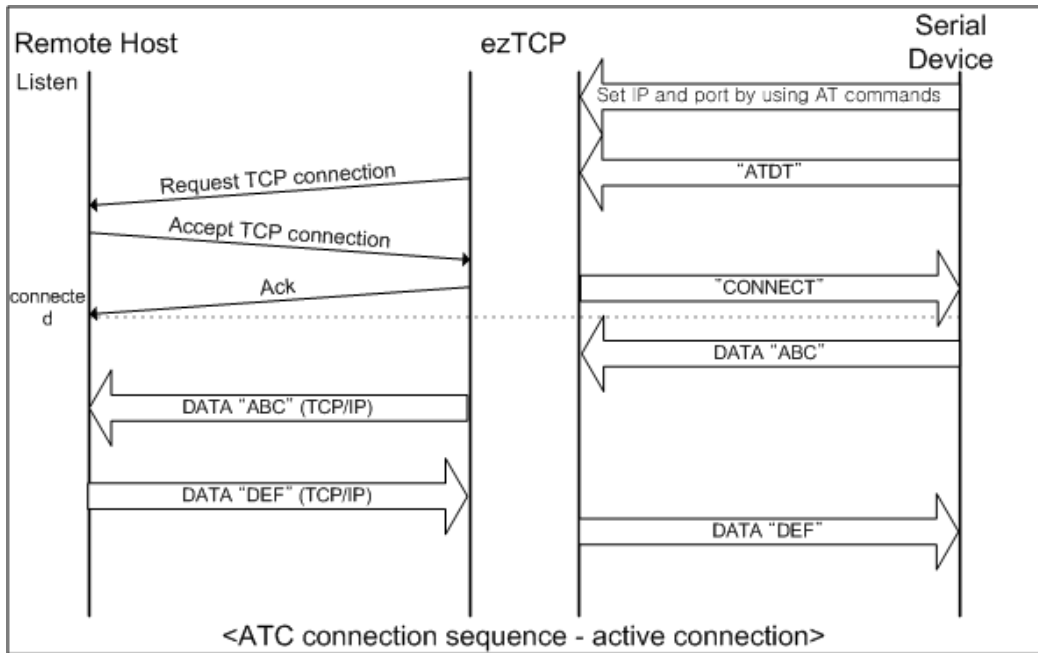 Remote Host
ezTCP
Serial
Device
Listen
Set IP and port by using AT commands
"ATDT"
Request TCP connection
Accept TCP connection
Ack
"CONNECT"
connecte
d
DATA "ABC"
DATA "ABC" (TCP/IP)
DATA "DEF" (TCP/IP)
DATA "DEF"
<ATC connection sequence - active connection>